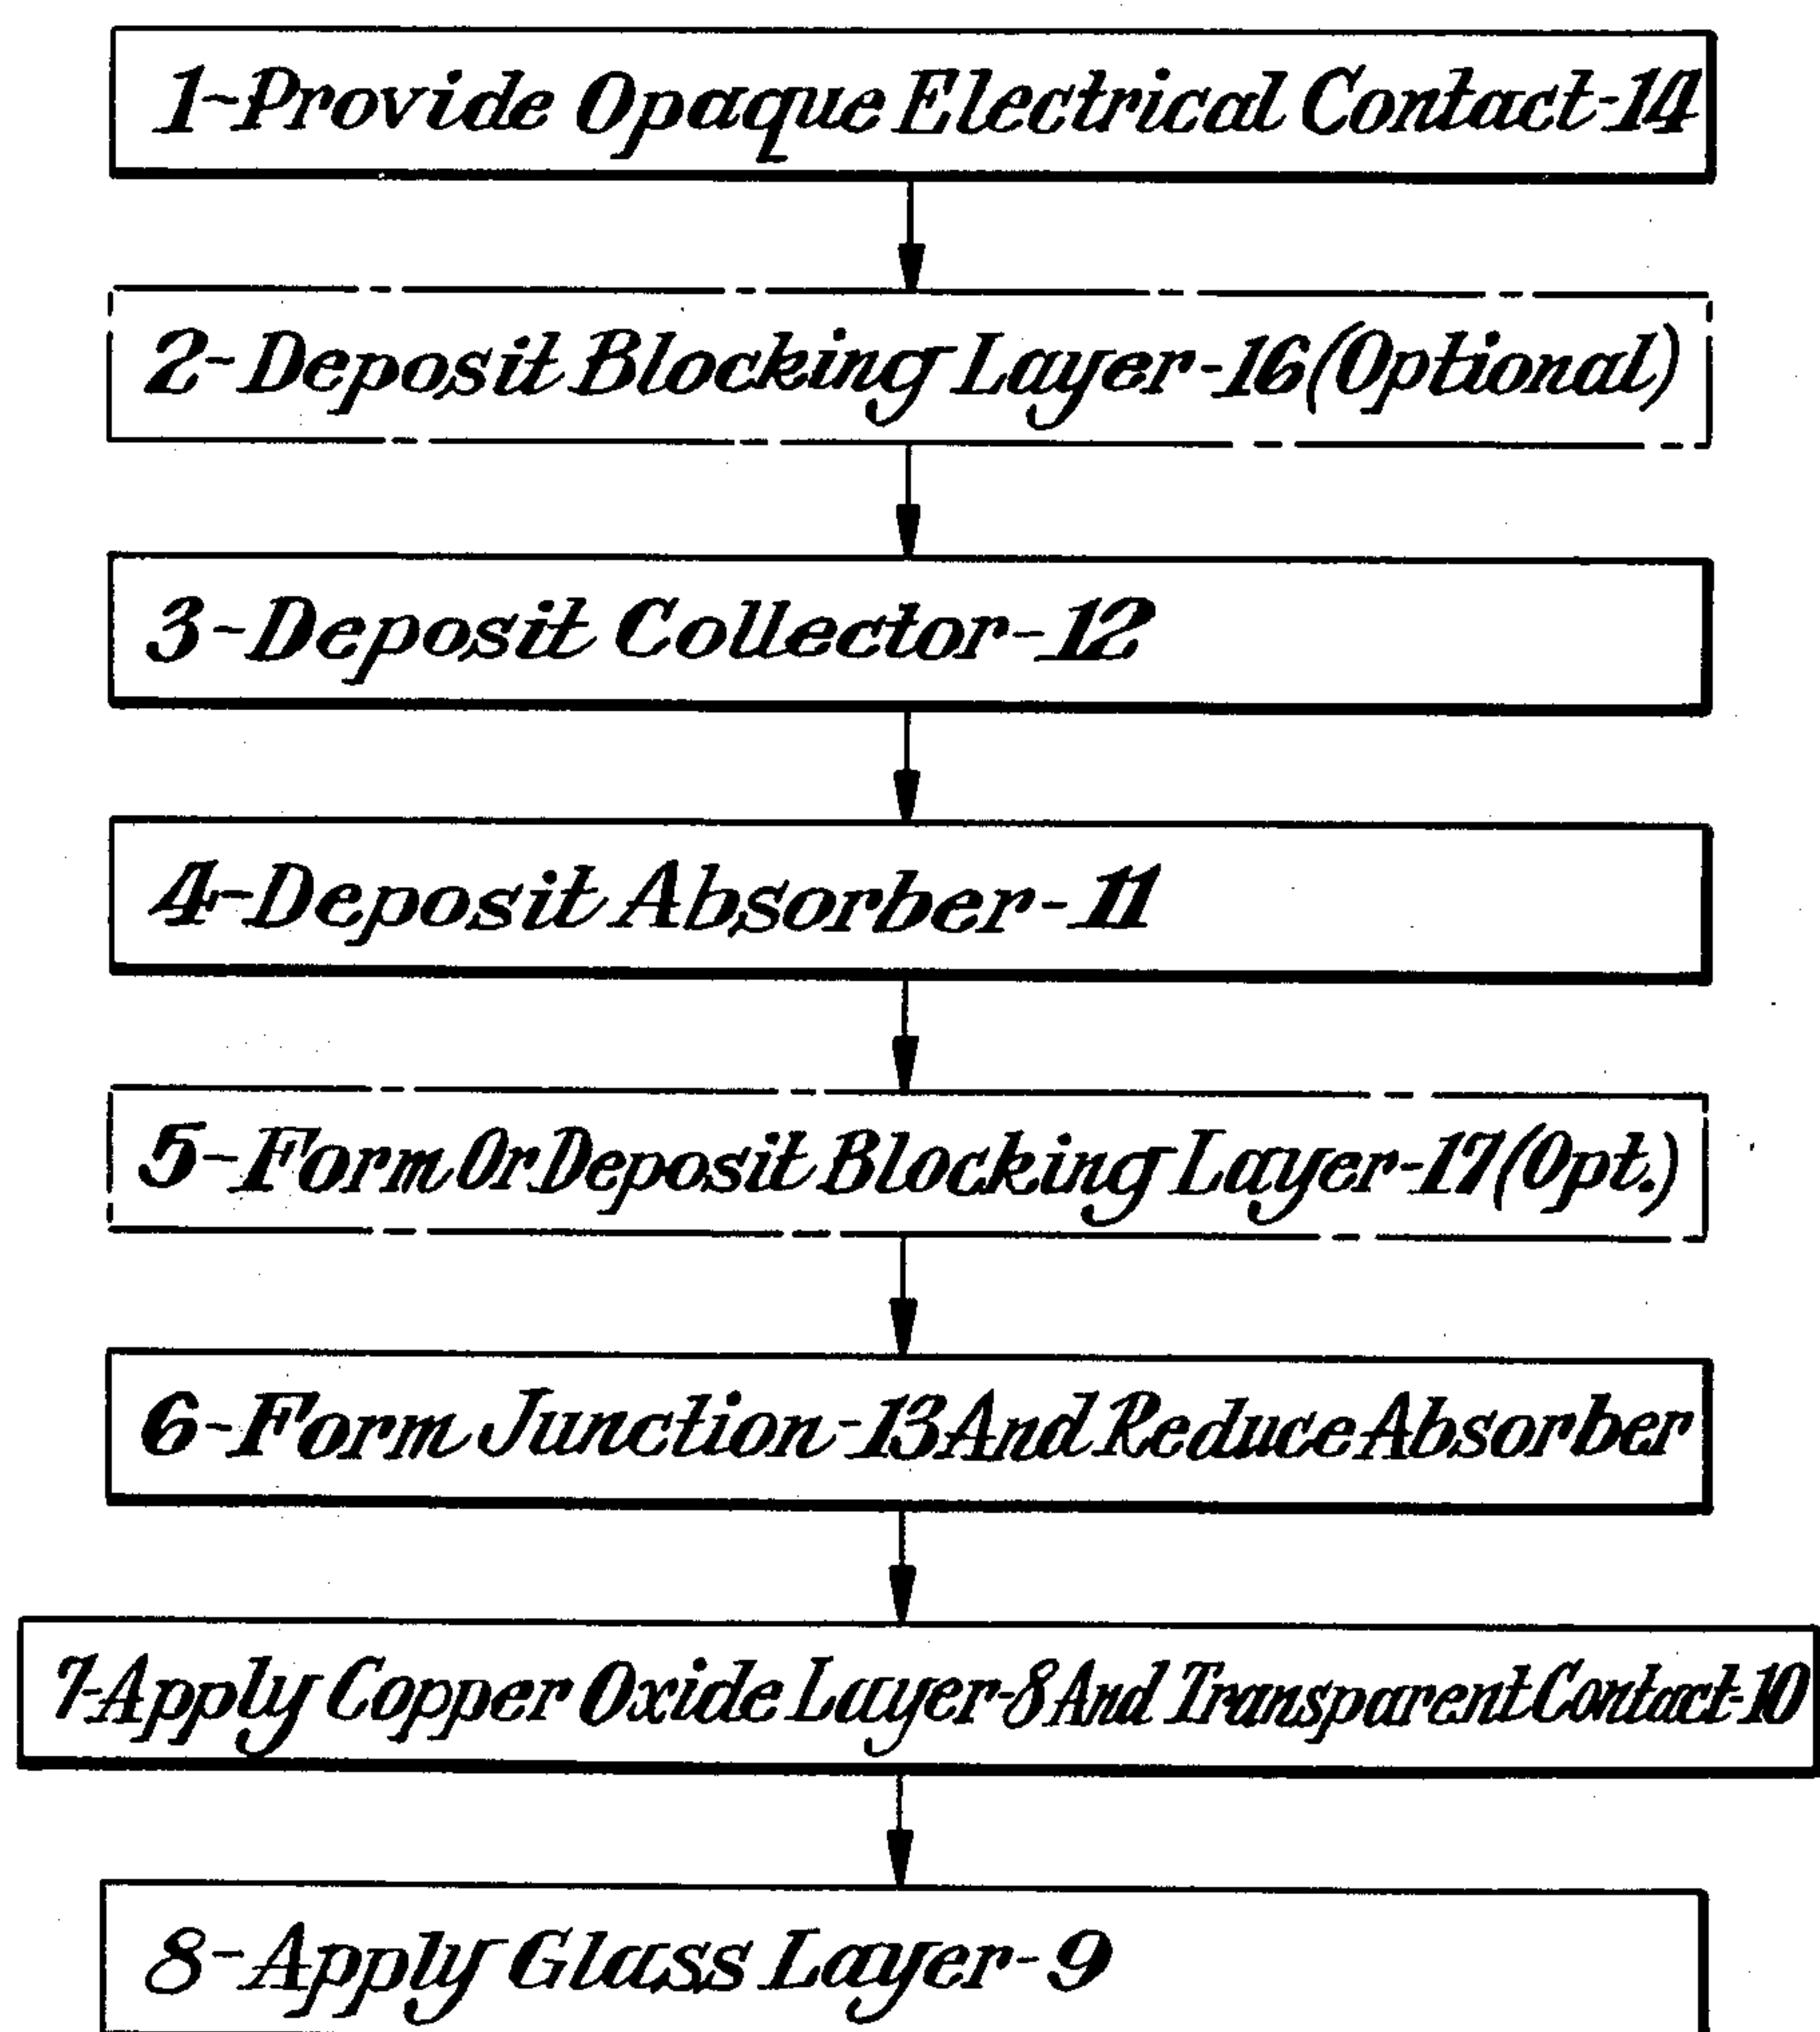 1-Provide Opaque Electrical Contact-14
2-Deposit Blocking Layer-16(Optional)
3-Deposit Collector-12
4-Deposit Absorber-11
5-Form Or Deposit Blocking Layer-17(Opt.)
6-Form Junction-13 And Reduce Absorber
7-Apply Copper Oxide Layer-8 And Transparent Contact-10
8-Apply Glass Layer-9